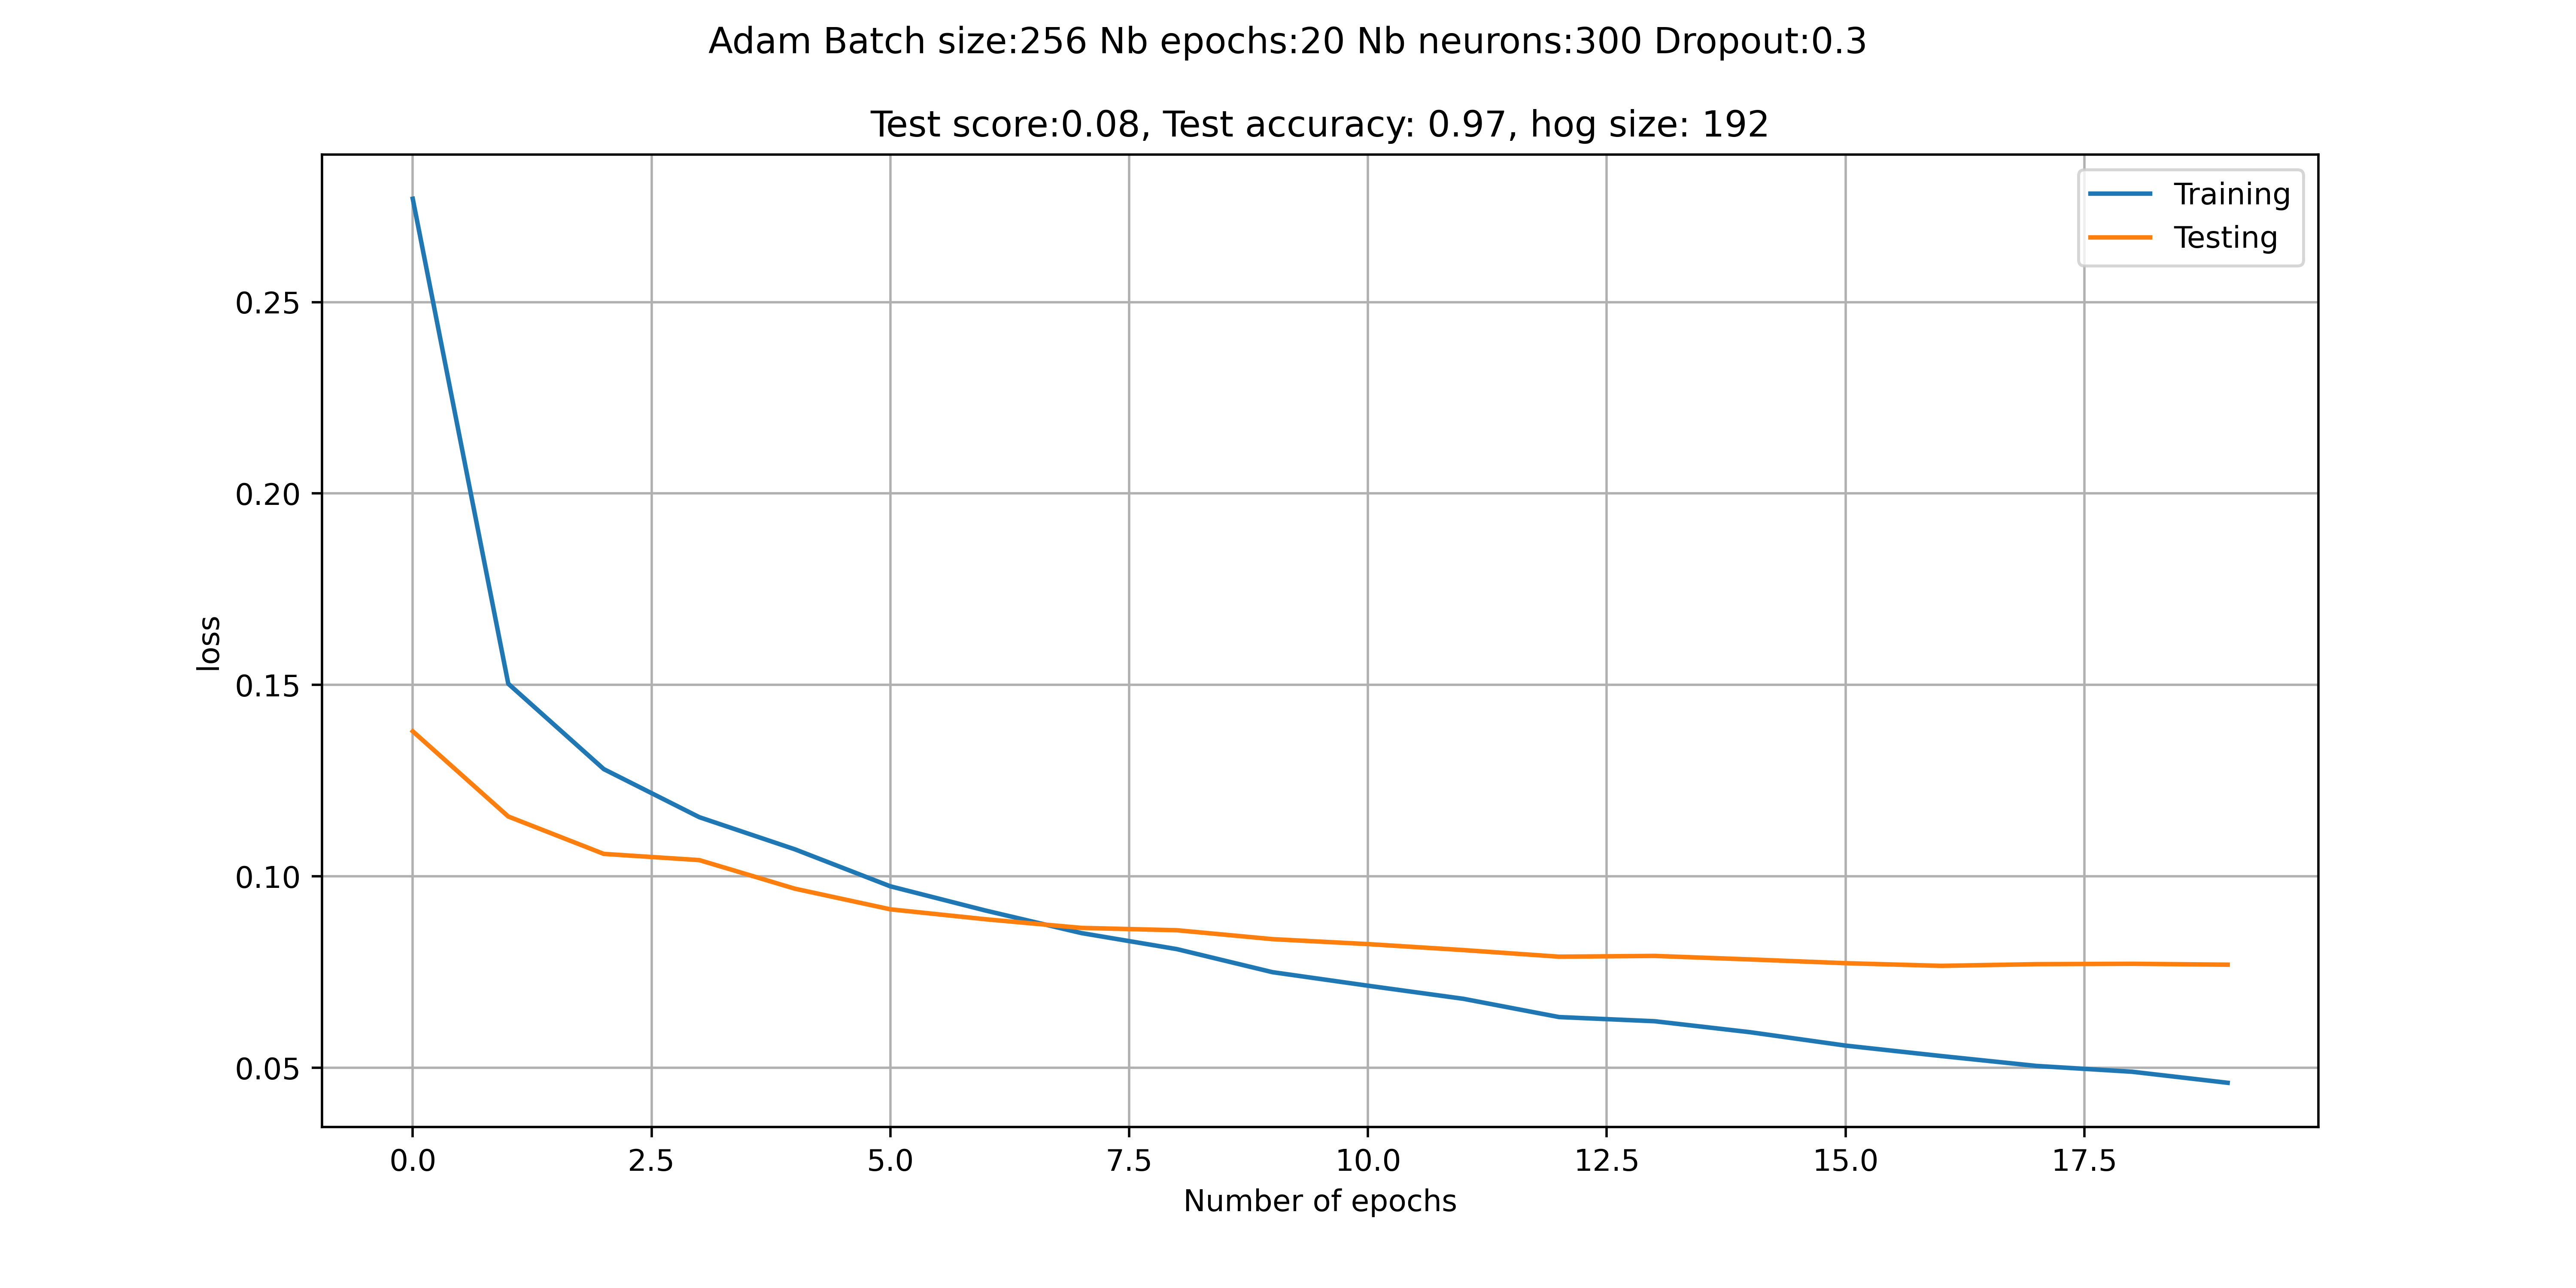 Adam Batch size:256 Nb epochs:20 Nb neurons:300 Dropout:0.3
Test score:0.08, Test accuracy: 0.97, hog size: 192
Training
Testing
0.25
0.20
0.15
0.10
0.05
loss
0.0 2.5 5.0 7.5 10.0 12.5 15.0 17.5
Number of epochs